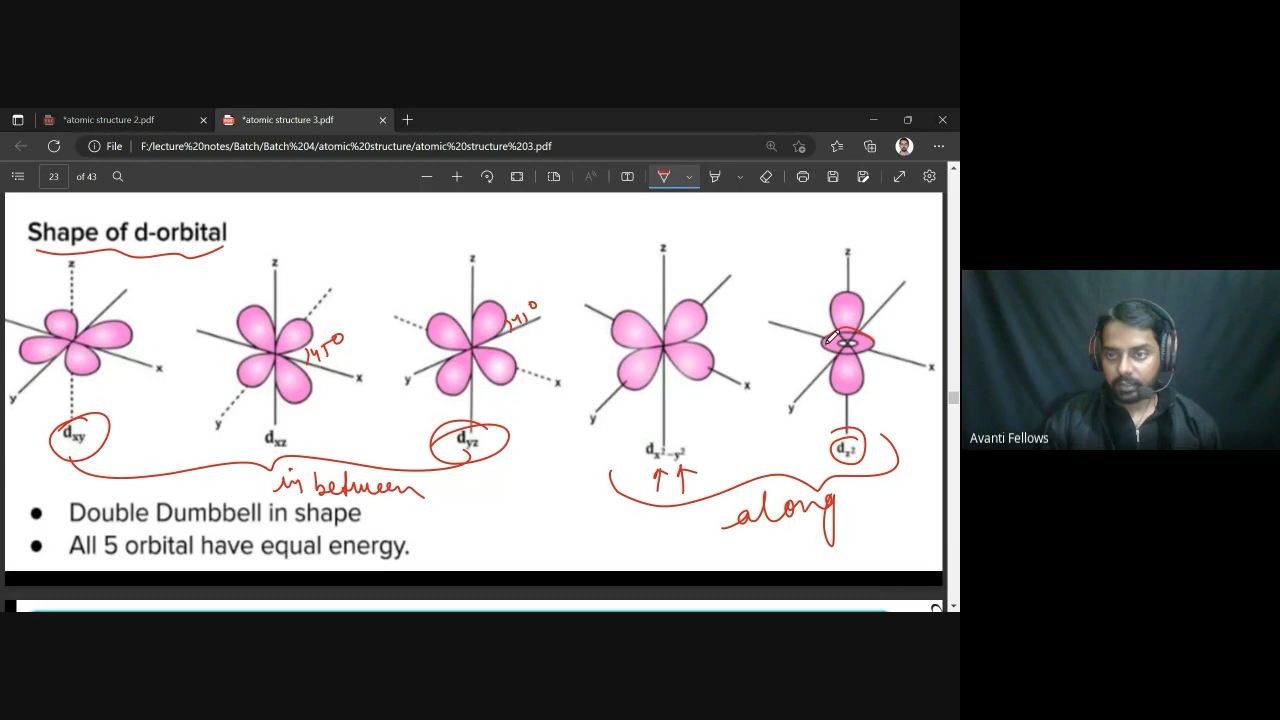 *atomic structure 2.pdf
*atomic structure 3.pdf
File
F:/lecture%20notes/Batch/Batch%204/atomic%20structure/atomic%20structure%203.pdf
23 of 43
Shape of d-orbital
z z z z z
45° 45°
x x x x
y y y y y
dxy dxz dyz dx²-y² dz²
in between
along
● Double Dumbbell in shape
● All 5 orbital have equal energy.
Avanti Fellows